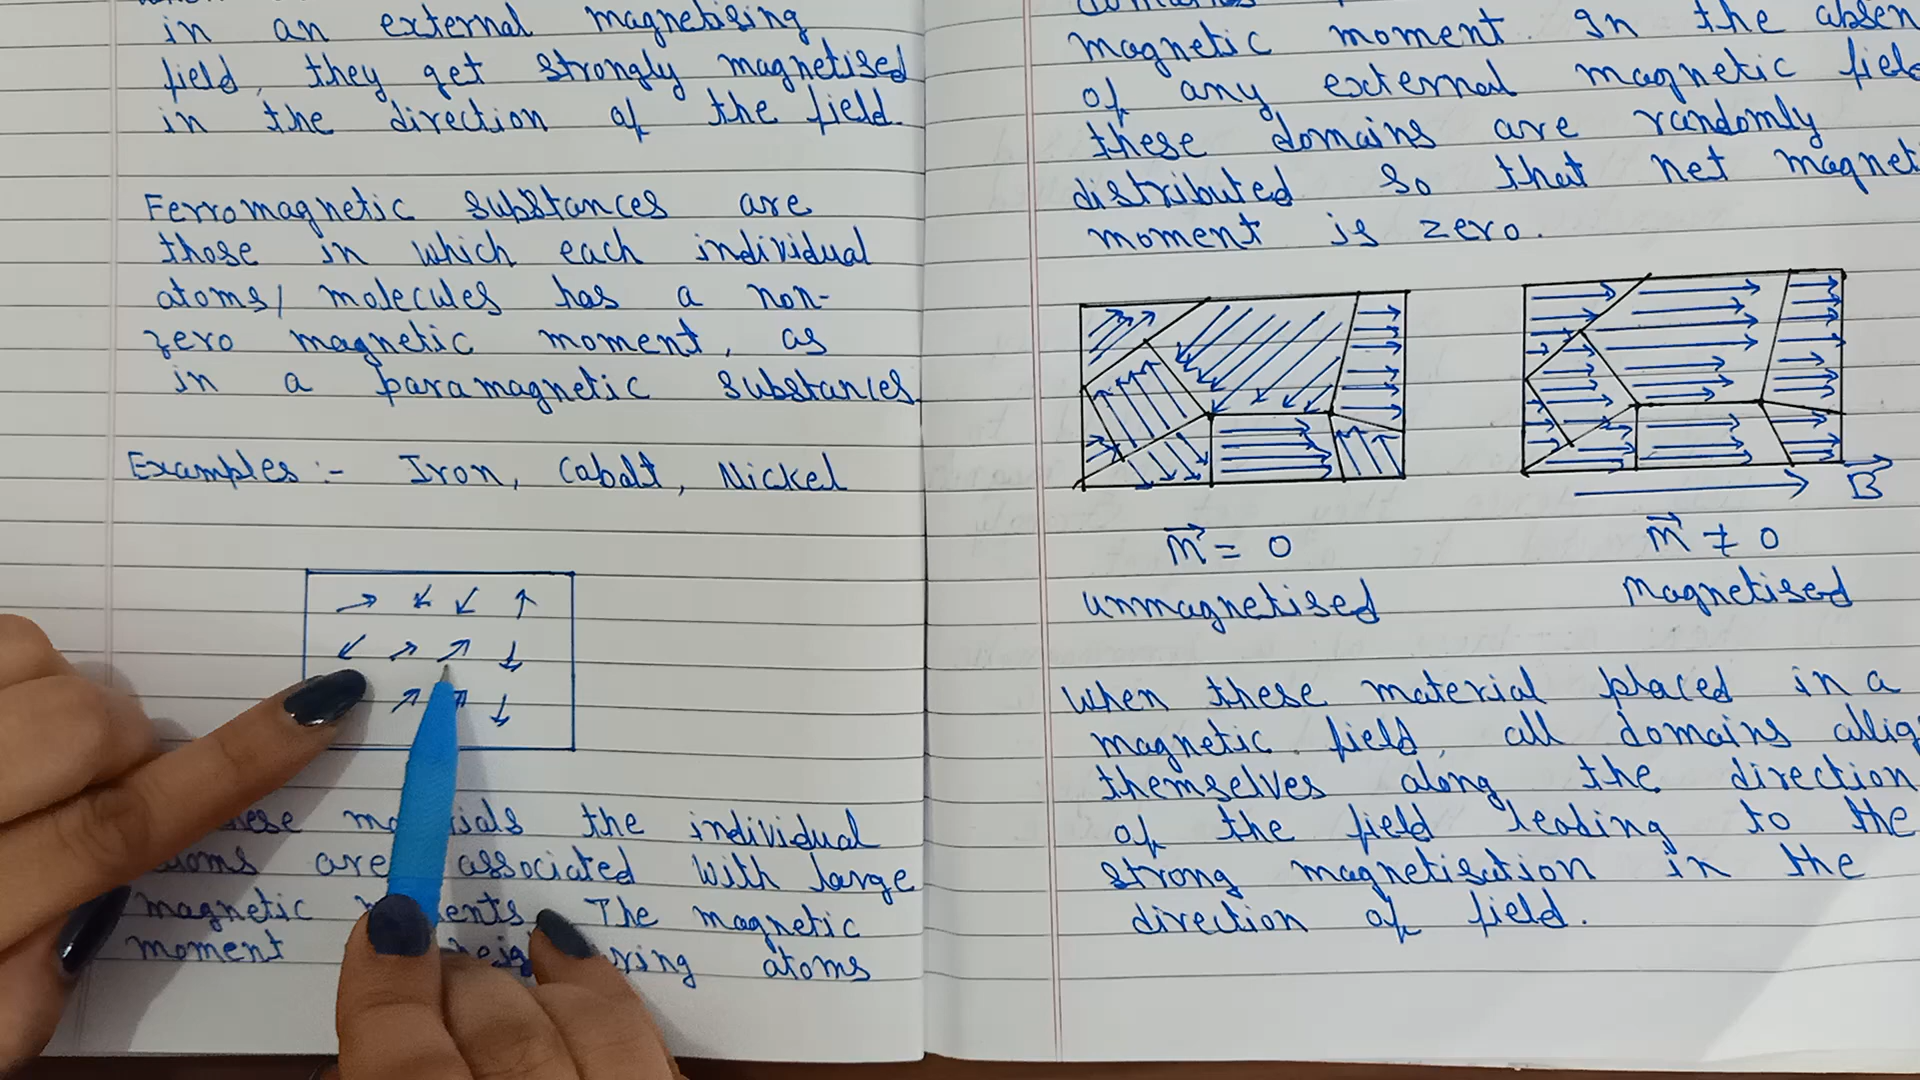 in an external magnetising
field, they get strongly magnetised
in the direction of the field.
Ferromagnetic substances are
those in which each individual
atoms/ molecules has a non-
zero magnetic moment, as
in a paramagnetic substances.
Examples :- Iron, Cobalt, Nickel
the individual
are associated with large
magnetic The magnetic
moment atoms
magnetic moment. In the
of any external magnetic
these domains are randomly
distributed so that net
moment is zero.
B
m = 0
m ≠ 0
unmagnetised
Magnetised
When these material placed in a
magnetic field, all domains
themselves along the direction
of the field leading to the
strong magnetisation in the
direction of field.